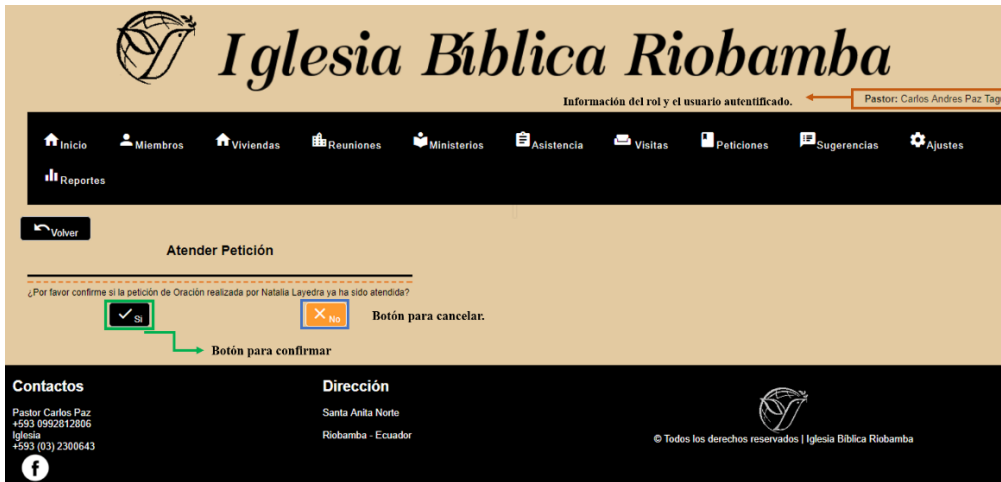 Iglesia Bíblica Riobamba
Información del rol y el usuario autentificado.
Pastor: Carlos Andres Paz Tag
Inicio Miembros Viviendas Reuniones Ministerios Asistencia Visitas Peticiones Sugerencias Ajustes
Reportes
Volver
Atender Petición
¿Por favor confirme si la petición de Oración realizada por Natalia Layedra ya ha sido atendida?
Si No Botón para cancelar.
Botón para confirmar
Contactos
Pastor Carlos Paz
+593 0992812806
Iglesia
+593 (03) 2300643
Dirección
Santa Anita Norte
Riobamba - Ecuador
© Todos los derechos reservados | Iglesia Bíblica Riobamba